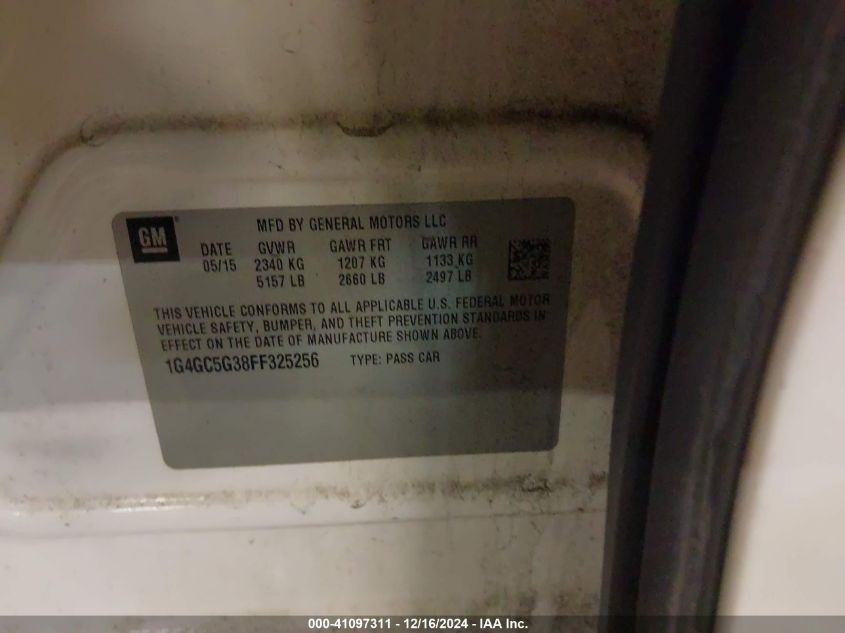 GM
MFD BY GENERAL MOTORS LLC
DATE GVWR GAWR FRT GAWR RR
05/15 2340 KG 1207 KG 1133 KG
5157 LB 2660 LB 2497 LB
THIS VEHICLE CONFORMS TO ALL APPLICABLE U.S. FEDERAL MOTOR
VEHICLE SAFETY, BUMPER, AND THEFT PREVENTION STANDARDS IN
EFFECT ON THE DATE OF MANUFACTURE SHOWN ABOVE.
1G4GC5G38FF325256 TYPE: PASS CAR
000-41097311 - 12/16/2024 - IAA Inc.